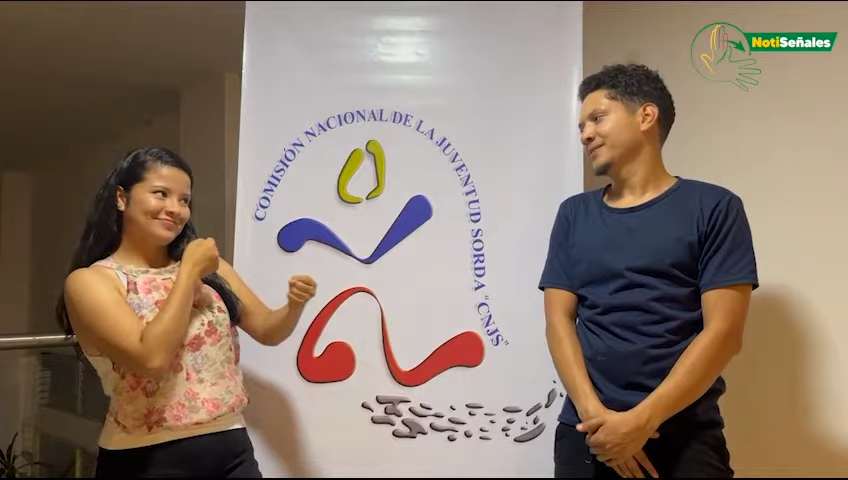 NotiSeñales
COMISIÓN NACIONAL DE LA JUVENTUD SORDA "CNJS"